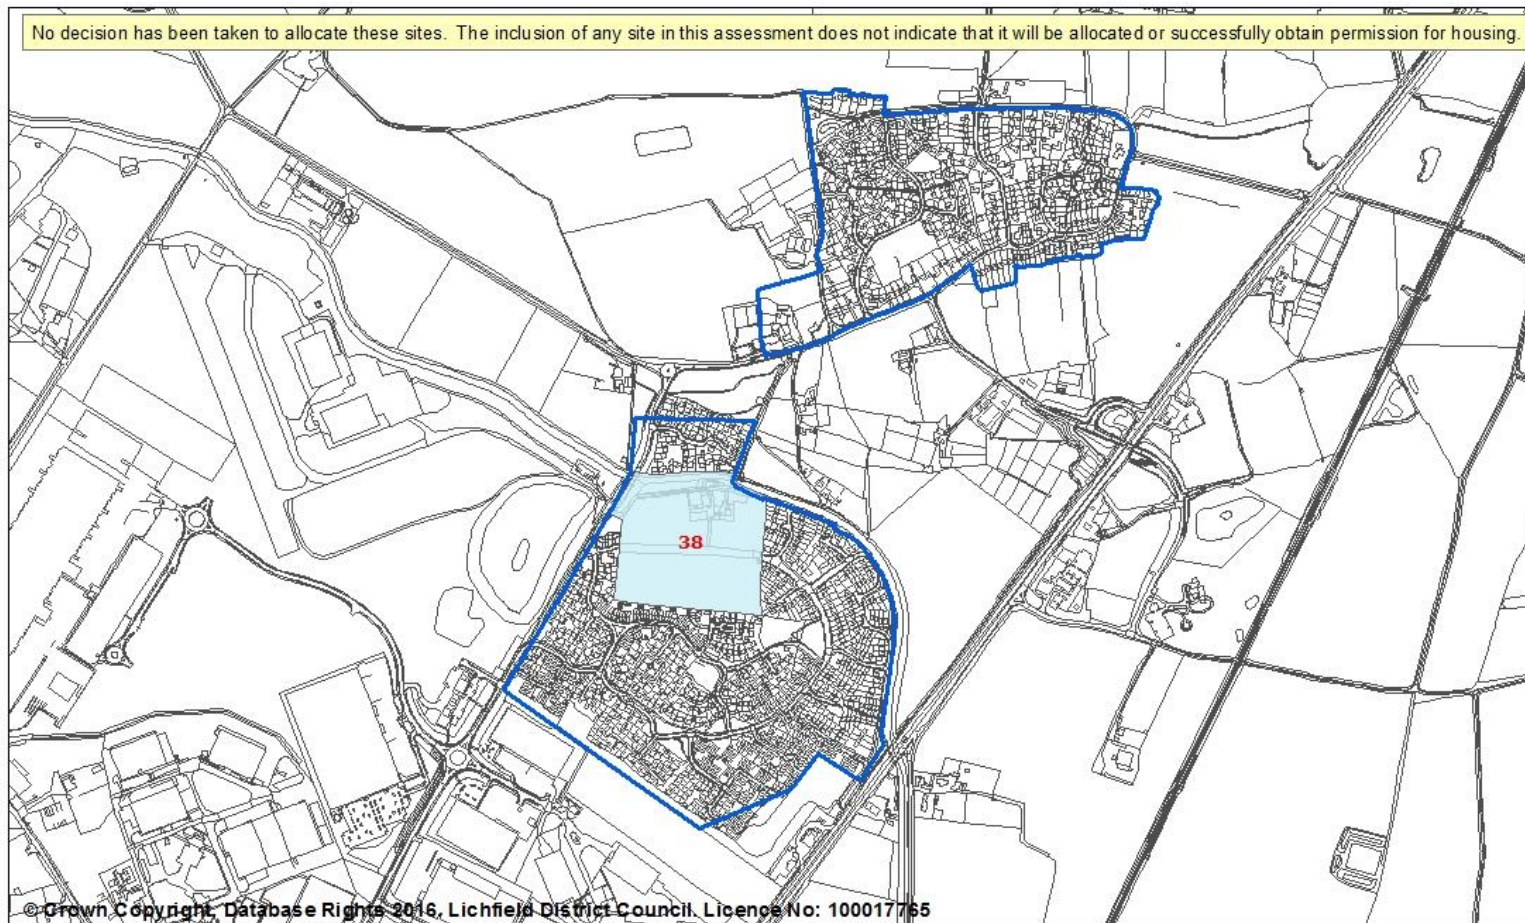 No decision has been taken to allocate these sites. The inclusion of any site in this assessment does not indicate that it will be allocated or successfully obtain permission for housing.
38
© Crown Copyright, Database Rights 2016, Lichfield District Council. Licence No: 100017765